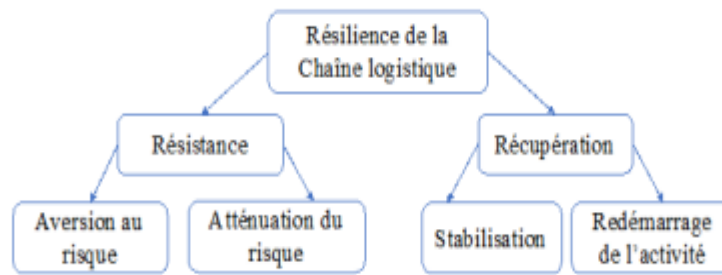 Résilience de la
Chaîne logistique
Résistance
Récupération
Aversion au
risque
Atténuation du
risque
Stabilisation
Redémarrage
de l'activité